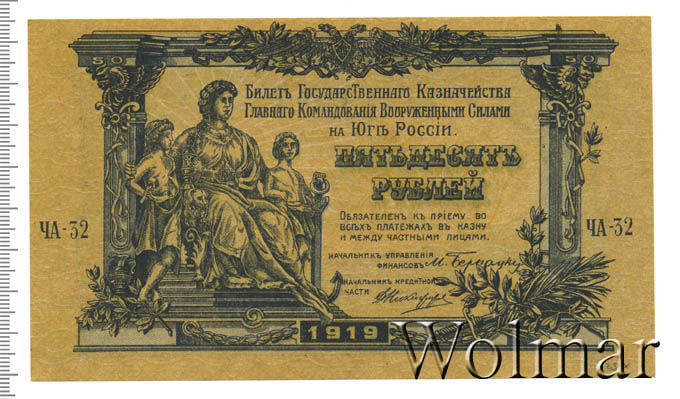 Билетъ Государственнаго Казначейства
Главнаго Командованія Вооруженными Силами
на Югѣ Россіи.
ПЯТЬДЕСЯТЪ
РУБЛЕЙ
ЧА-32
ЧА-32
ОБЯЗАТЕЛЕНЪ КЪ ПРІЕМУ ВО
ВСѢХЪ ПЛАТЕЖАХЪ ВЪ КАЗНУ
И МЕЖДУ ЧАСТНЫМИ ЛИЦАМИ.
НАЧАЛЬНИКЪ УПРАВЛЕНІЯ
ФИНАНСОВЪ
НАЧАЛЬНИКЪ КРЕДИТНОЙ
ЧАСТИ
1919
Wolmar